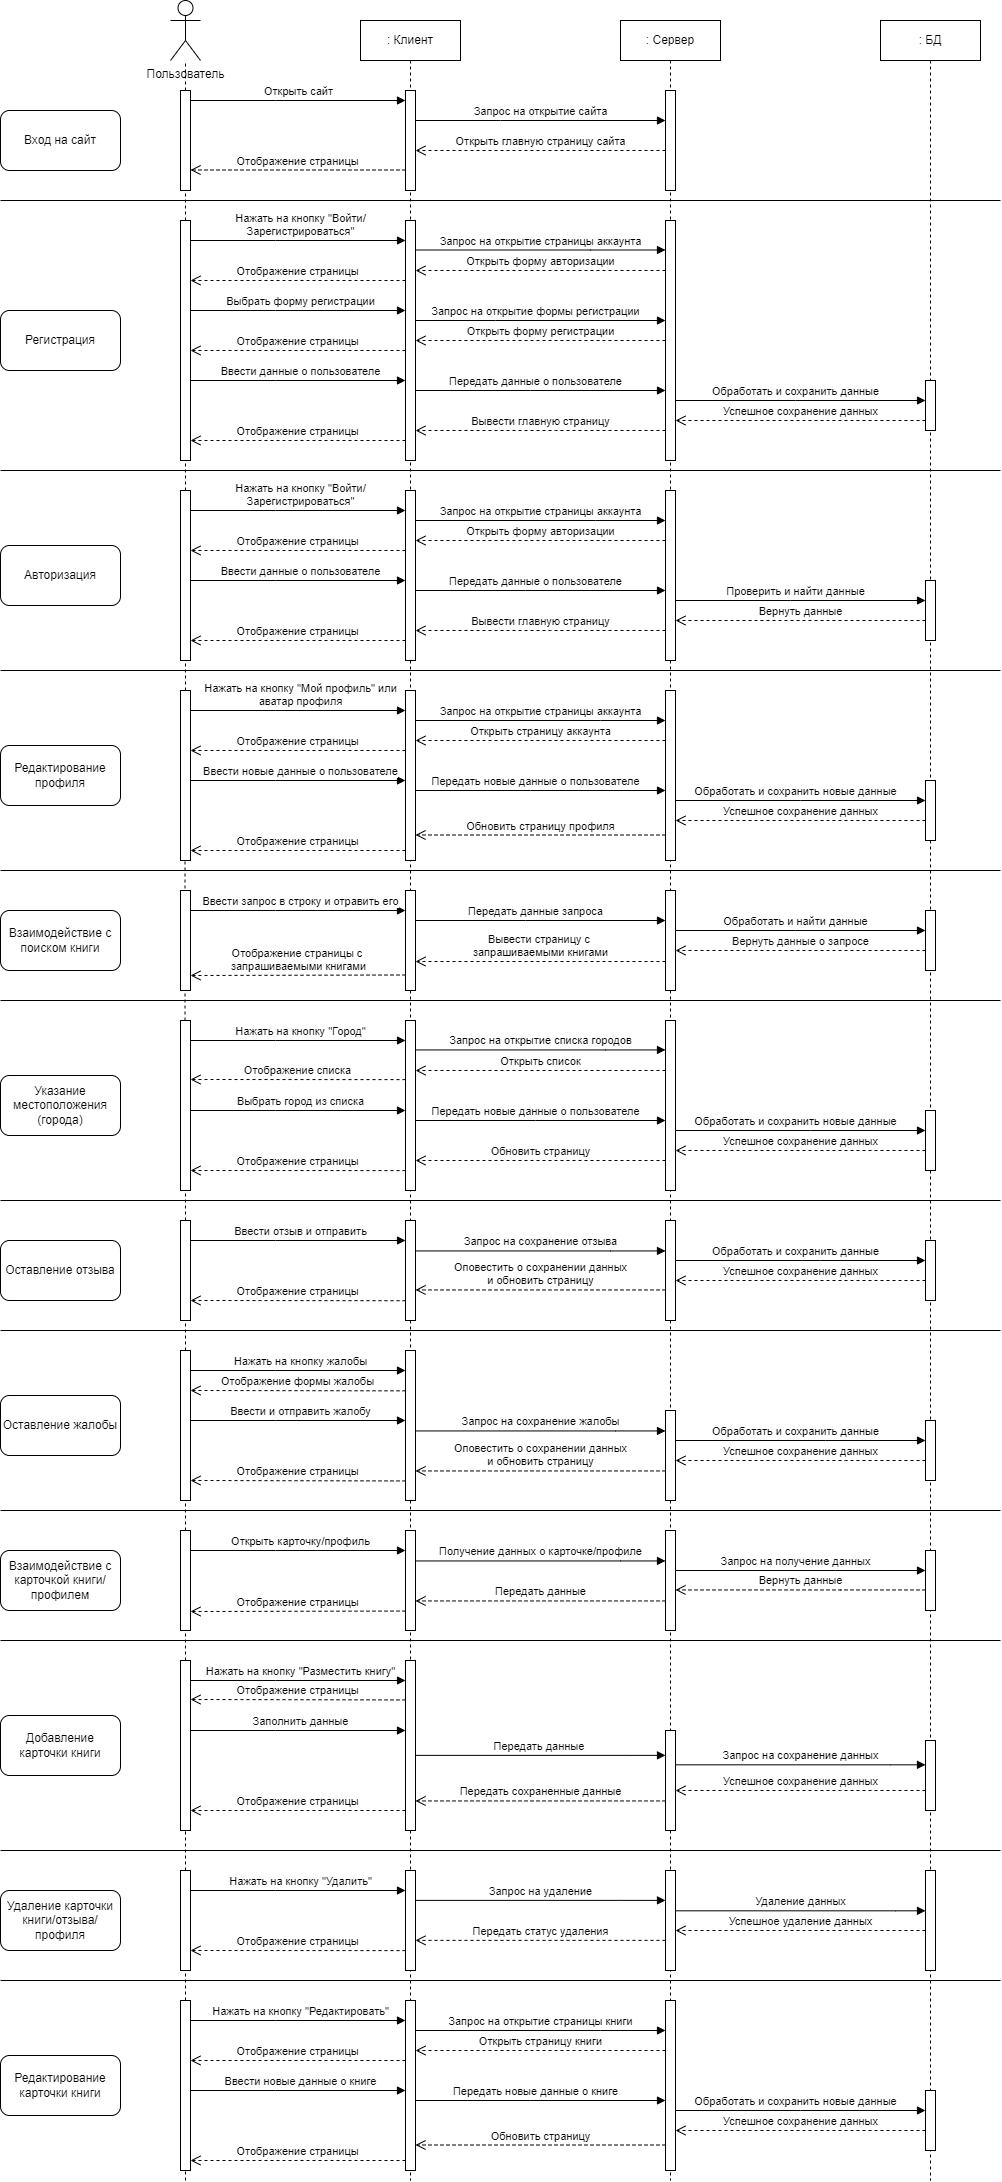 : Клиент
: Сервер
: БД
Пользователь
Открыть сайт
Запрос на открытие сайта
Вход на сайт
Открыть главную страницу сайта
Отображение страницы
Нажать на кнопку "Войти/
Зарегистрироваться"
Запрос на открытие страницы аккаунта
Открыть форму авторизации
Отображение страницы
Выбрать форму регистрации
Запрос на открытие формы регистрации
Открыть форму регистрации
Регистрация
Отображение страницы
Ввести данные о пользователе
Передать данные о пользователе
Обработать и сохранить данные
Успешное сохранение данных
Вывести главную страницу
Отображение страницы
Нажать на кнопку "Войти/
Зарегистрироваться"
Запрос на открытие страницы аккаунта
Открыть форму авторизации
Отображение страницы
Авторизация
Ввести данные о пользователе
Передать данные о пользователе
Проверить и найти данные
Вернуть данные
Вывести главную страницу
Отображение страницы
Нажать на кнопку "Мой профиль" или
аватар профиля
Запрос на открытие страницы аккаунта
Открыть страницу аккаунта
Отображение страницы
Редактирование
профиля
Ввести новые данные о пользователе
Передать новые данные о пользователе
Обработать и сохранить новые данные
Успешное сохранение данных
Обновить страницу профиля
Отображение страницы
Ввести запрос в строку и отравить его
Передать данные запроса
Обработать и найти данные
Взаимодействие с
поиском книги
Вывести страницу с
запрашиваемыми книгами
Вернуть данные о запросе
Отображение страницы с
запрашиваемыми книгами
Нажать на кнопку "Город"
Запрос на открытие списка городов
Открыть список
Отображение списка
Указание
местоположения
(города)
Выбрать город из списка
Передать новые данные о пользователе
Обработать и сохранить новые данные
Успешное сохранение данных
Обновить страницу
Отображение страницы
Ввести отзыв и отправить
Запрос на сохранение отзыва
Обработать и сохранить данные
Оставление отзыва
Оповестить о сохранении данных
и обновить страницу
Успешное сохранение данных
Отображение страницы
Нажать на кнопку жалобы
Отображение формы жалобы
Ввести и отправить жалобу
Оставление жалобы
Запрос на сохранение жалобы
Обработать и сохранить данные
Оповестить о сохранении данных
и обновить страницу
Успешное сохранение данных
Отображение страницы
Открыть карточку/профиль
Получение данных о карточке/профиле
Запрос на получение данных
Взаимодействие с
карточкой книги/
профилем
Вернуть данные
Передать данные
Отображение страницы
Нажать на кнопку "Разместить книгу"
Отображение страницы
Заполнить данные
Добавление
карточки книги
Передать данные
Запрос на сохранение данных
Успешное сохранение данных
Передать сохраненные данные
Отображение страницы
Нажать на кнопку "Удалить"
Запрос на удаление
Удаление данных
Удаление карточки
книги/отзыва/
профиля
Успешное удаление данных
Передать статус удаления
Отображение страницы
Нажать на кнопку "Редактировать"
Запрос на открытие страницы книги
Открыть страницу книги
Отображение страницы
Редактирование
карточки книги
Ввести новые данные о книге
Передать новые данные о книге
Обработать и сохранить новые данные
Успешное сохранение данных
Обновить страницу
Отображение страницы